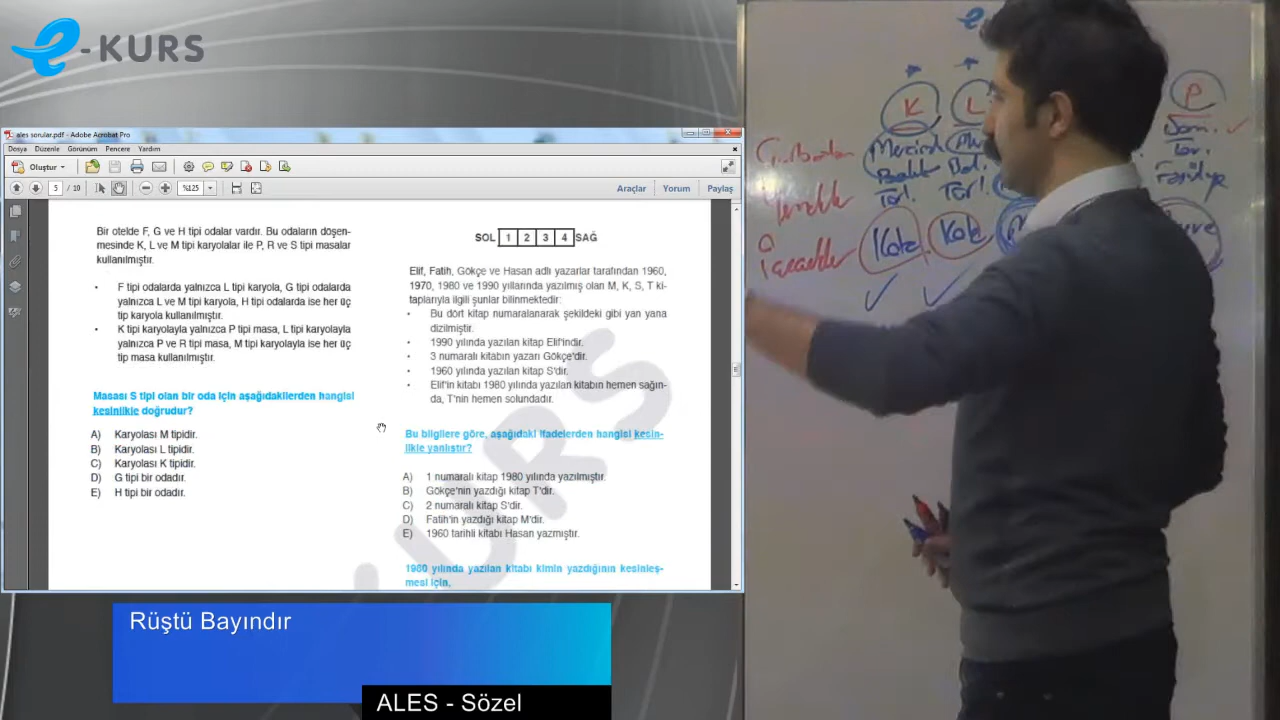 e-KURS
ales sorular.pdf - Adobe Acrobat Pro
Dosya Düzenle Görünüm Pencere Yardım
Oluştur
5 / 10 %125
Araçlar Yorum Paylaş
Bir otelde F, G ve H tipi odalar vardır. Bu odaların döşen-
mesinde K, L ve M tipi karyolalar ile P, R ve S tipi masalar
kullanılmıştır.
• F tipi odalarda yalnızca L tipi karyola, G tipi odalarda
yalnızca L ve M tipi karyola, H tipi odalarda ise her üç
tip karyola kullanılmıştır.
• K tipi karyolayla yalnızca P tipi masa, L tipi karyolayla
yalnızca P ve R tipi masa, M tipi karyolayla ise her üç
tip masa kullanılmıştır.
Masası S tipi olan bir oda için aşağıdakilerden hangisi
kesinlikle doğrudur?
A) Karyolası M tipidir.
B) Karyolası L tipidir.
C) Karyolası K tipidir.
D) G tipi bir odadır.
E) H tipi bir odadır.
SOL 1 2 3 4 SAĞ
Elif, Fatih, Gökçe ve Hasan adlı yazarlar tarafından 1960,
1970, 1980 ve 1990 yıllarında yazılmış olan M, K, S, T ki-
taplarıyla ilgili şunlar bilinmektedir:
• Bu dört kitap numaralanarak şekildeki gibi yan yana
dizilmiştir.
• 1990 yılında yazılan kitap Elif'indir.
• 3 numaralı kitabın yazarı Gökçe'dir.
• 1960 yılında yazılan kitap S'dir.
• Elif'in kitabı 1980 yılında yazılan kitabın hemen sağın-
da, T'nin hemen solundadır.
Bu bilgilere göre, aşağıdaki ifadelerden hangisi kesin-
likle yanlıştır?
A) 1 numaralı kitap 1980 yılında yazılmıştır.
B) Gökçe'nin yazdığı kitap T'dir.
C) 2 numaralı kitap S'dir.
D) Fatih'in yazdığı kitap M'dir.
E) 1960 tarihli kitabı Hasan yazmıştır.
1980 yılında yazılan kitabı kimin yazdığının kesinleş-
mesi için,
KURS
Rüştü Bayındır
ALES - Sözel
K L P
Yemekler
İçecekler
Kola Kola